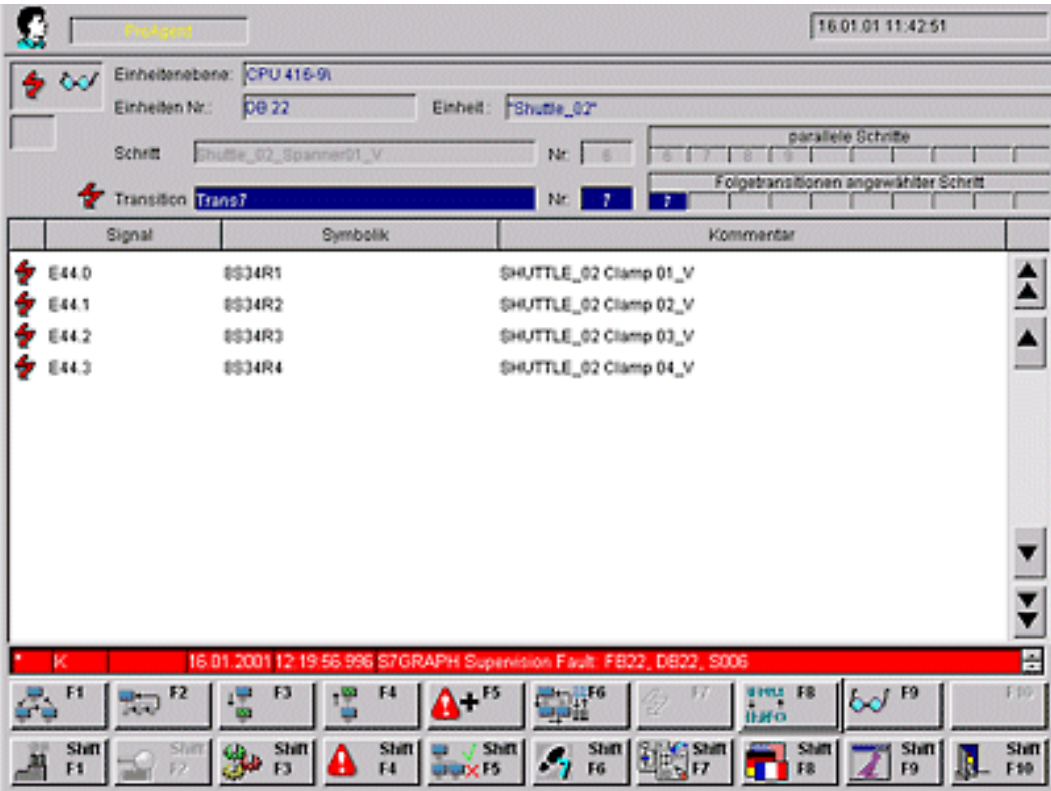 ProAgent
16.01.01 11:42:51
Einheitenebene: CPU 416-9\
Einheiten Nr.: DB 22 Einheit: "Shuttle_02"
parallele Schritte
Schritt Shuttle_02_Spanner01_V Nr: 6 6 7 8 9
Folgetransitionen angewählter Schritt
Transition Trans7 Nr: 7 7
Signal Symbolik Kommentar
E44.0 8S34R1 SHUTTLE_02 Clamp 01_V
E44.1 8S34R2 SHUTTLE_02 Clamp 02_V
E44.2 8S34R3 SHUTTLE_02 Clamp 03_V
E44.3 8S34R4 SHUTTLE_02 Clamp 04_V
* K 16.01.2001 12:19:56.996 S7GRAPH Supervision Fault: FB22, DB22, S006
F1 F2 F3 F4 F5 F6 F7 F8 F9 F10
Shift Shift Shift Shift Shift Shift Shift Shift Shift Shift
F1 F2 F3 F4 F5 F6 F7 F8 F9 F10